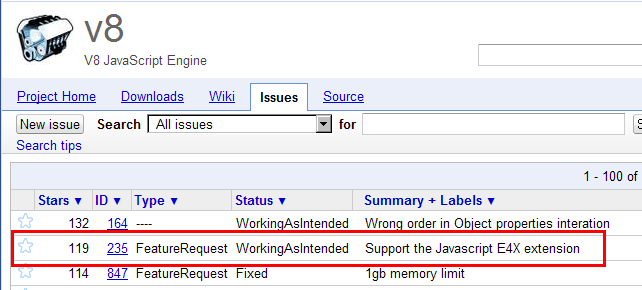 v8
V8 JavaScript Engine
Project Home Downloads Wiki Issues Source
New issue Search All issues for S
Search tips
1 - 100 of
Stars ▼ ID ▼ Type ▼ Status ▼ Summary + Labels ▼
132 164 ---- WorkingAsIntended Wrong order in Object properties interation
119 235 FeatureRequest WorkingAsIntended Support the Javascript E4X extension
114 847 FeatureRequest Fixed 1gb memory limit